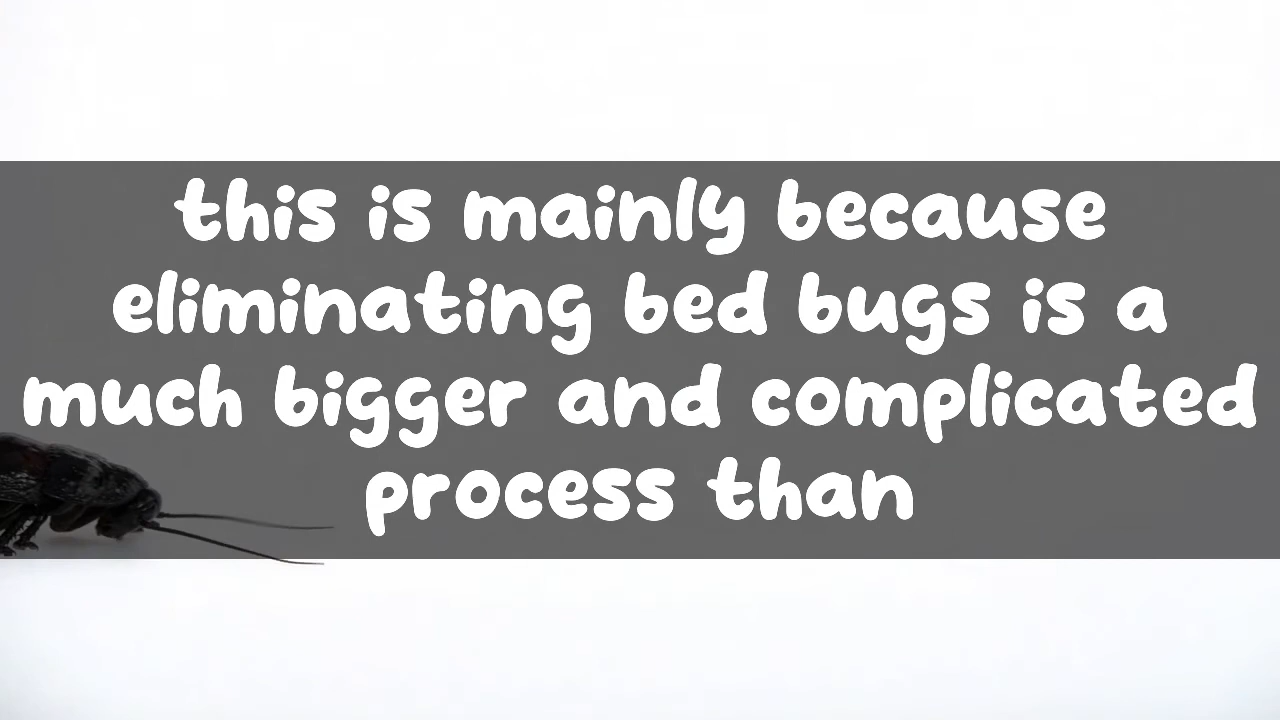 this is mainly because
eliminating bed bugs is a
much bigger and complicated
process than